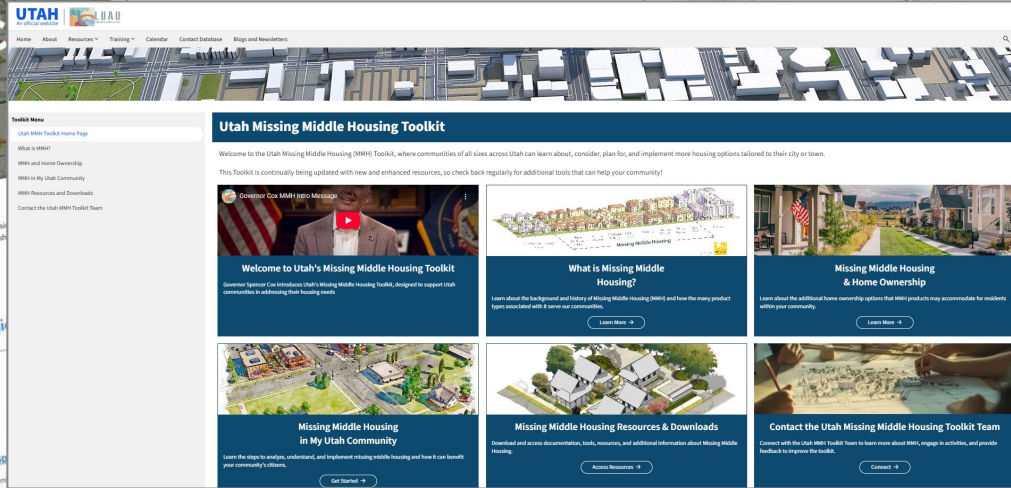 UTAH
An official website
LUAU
Home About Resources Training Calendar Contact Database Blogs and Newsletters
Toolkit Menu
Utah MMH Toolkit Home Page
What is MMH?
MMH and Home Ownership
MMH in My Utah Community
MMH Resources and Downloads
Contact the Utah MMH Toolkit Team
Utah Missing Middle Housing Toolkit
Welcome to the Utah Missing Middle Housing (MMH) Toolkit, where communities of all sizes across Utah can learn about, consider, plan for, and implement more housing options tailored to their city or town.
This Toolkit is continually being updated with new and enhanced resources, so check back regularly for additional tools that can help your community!
Governor Cox MMH Intro Message
Welcome to Utah's Missing Middle Housing Toolkit
Governor Spencer Cox introduces Utah's Missing Middle Housing Toolkit, designed to support Utah
communities in addressing their housing needs
Missing Middle Housing
What is Missing Middle
Housing?
Learn about the background and history of Missing Middle Housing (MMH) and how the many product
types associated with it serve our communities.
Learn More →
Missing Middle Housing
& Home Ownership
Learn about the additional home ownership options that MMH products may accommodate for residents
within your community.
Learn More →
Missing Middle Housing
in My Utah Community
Learn the steps to analyze, understand, and implement missing middle housing and how it can benefit
your community's citizens.
Get Started →
Missing Middle Housing Resources & Downloads
Download and access documentation, tools, resources, and additional information about Missing Middle
Housing.
Access Resources →
Contact the Utah Missing Middle Housing Toolkit Team
Connect with the Utah MMH Toolkit Team to learn more about MMH, engage in activities, and provide
feedback to improve the toolkit.
Connect →